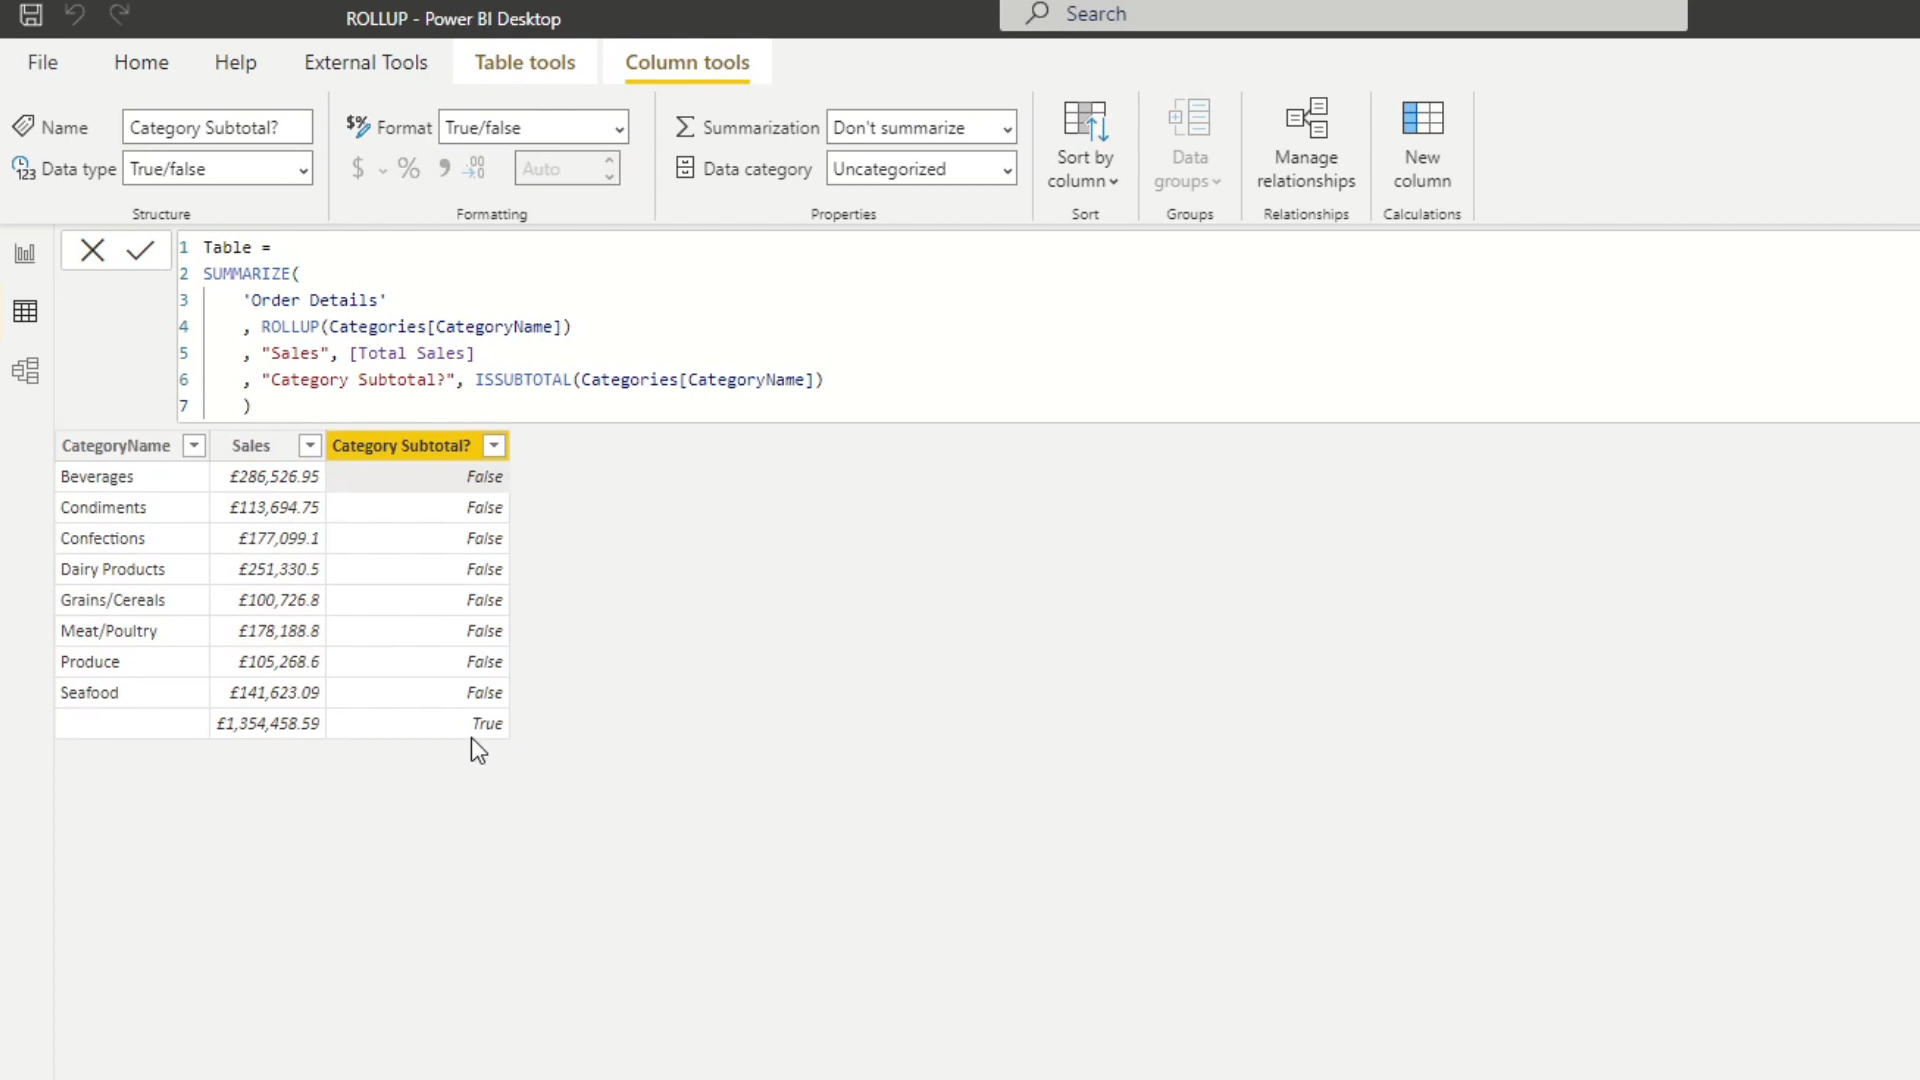 ROLLUP - Power BI Desktop
Search
File Home Help External Tools Table tools Column tools
Name Category Subtotal?
Data type True/false
Structure
Format True/false
$ % 9 .00 →.0 Auto
Formatting
Summarization Don't summarize
Data category Uncategorized
Properties
Sort by
column
Sort
Data
groups
Groups
Manage
relationships
Relationships
New
column
Calculations
1 Table =
2 SUMMARIZE(
3 'Order Details'
4 , ROLLUP(Categories[CategoryName])
5 , "Sales", [Total Sales]
6 , "Category Subtotal?", ISSUBTOTAL(Categories[CategoryName])
7 )
CategoryName Sales Category Subtotal?
Beverages £286,526.95 False
Condiments £113,694.75 False
Confections £177,099.1 False
Dairy Products £251,330.5 False
Grains/Cereals £100,726.8 False
Meat/Poultry £178,188.8 False
Produce £105,268.6 False
Seafood £141,623.09 False
£1,354,458.59 True